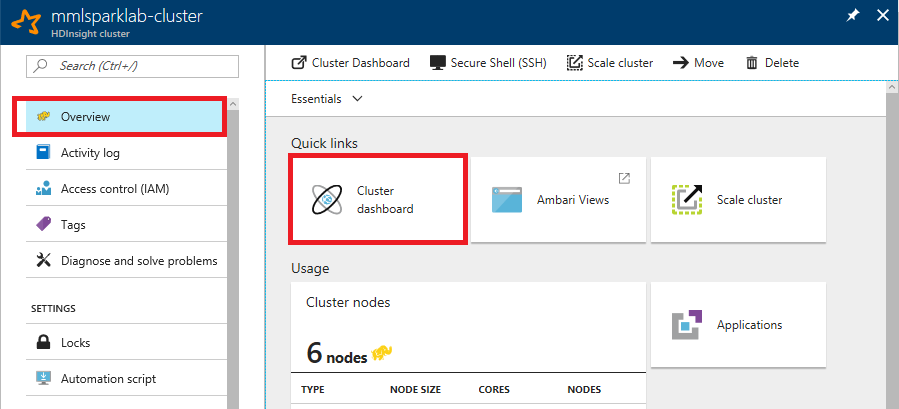 mmlsparklab-cluster
HDInsight cluster
Search (Ctrl+/)
Overview
Activity log
Access control (IAM)
Tags
Diagnose and solve problems
SETTINGS
Locks
Automation script
Cluster Dashboard
Secure Shell (SSH)
Scale cluster
Move
Delete
Essentials
Quick links
Cluster
dashboard
Ambari Views
Scale cluster
Usage
Cluster nodes
6 nodes
TYPE NODE SIZE CORES NODES
Applications